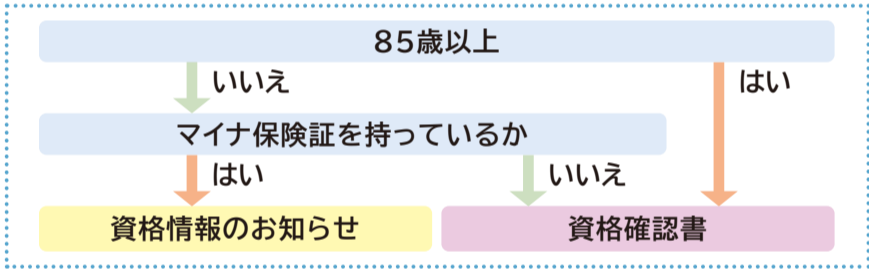 85歳以上
いいえ
はい
マイナ保険証を持っているか
はい
いいえ
資格情報のお知らせ
資格確認書